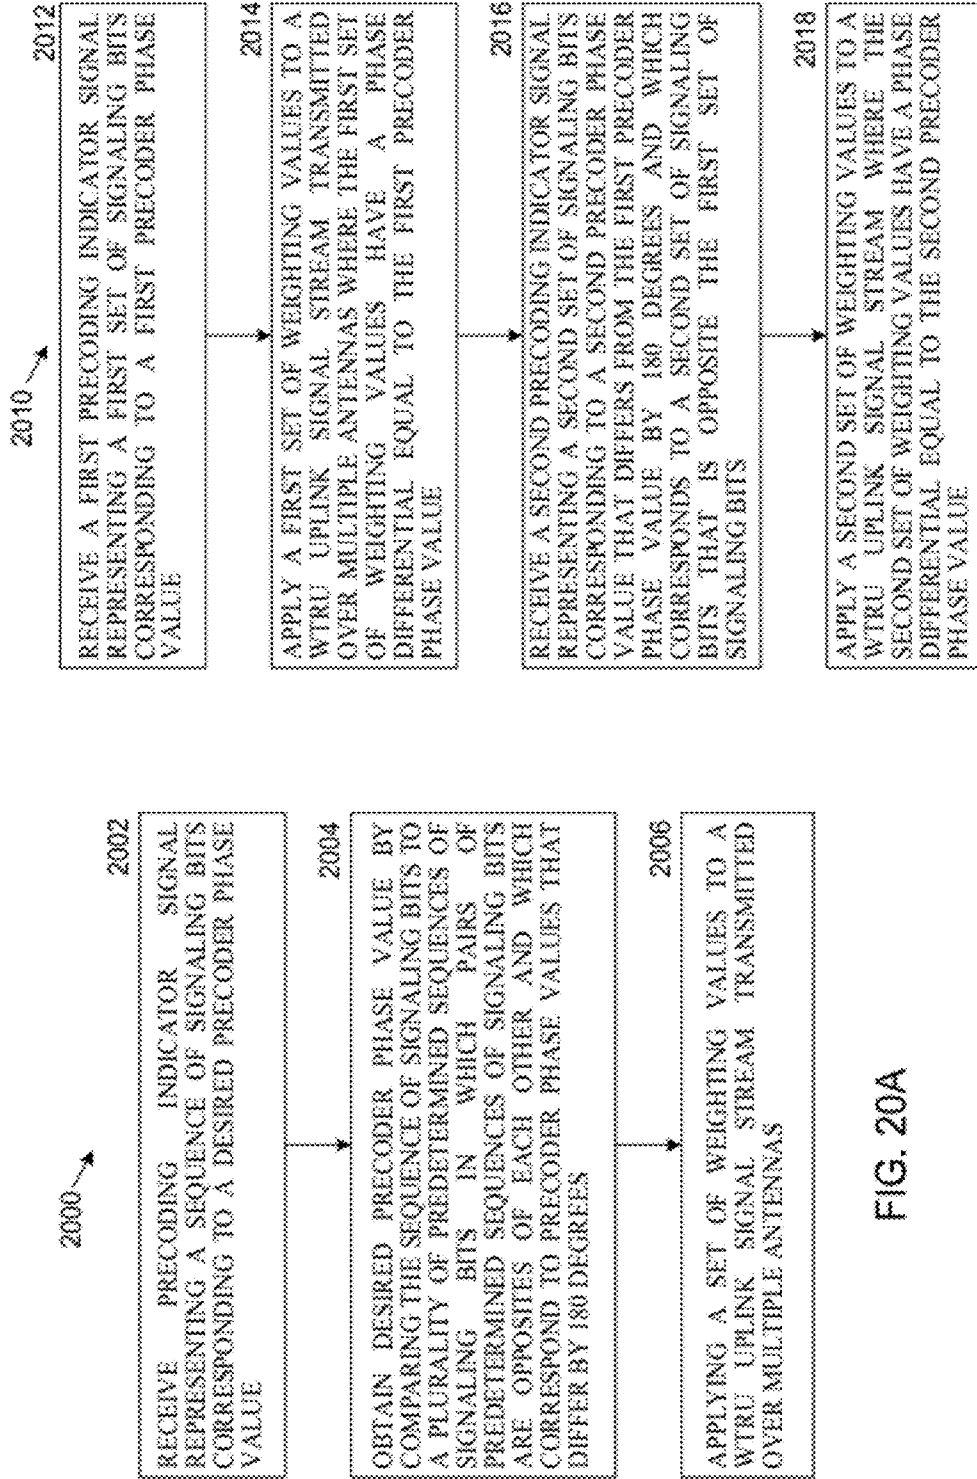 2000
2002
RECEIVE PRECODING INDICATOR SIGNAL
REPRESENTING A SEQUENCE OF SIGNALING BITS
CORRESPONDING TO A DESIRED PRECODER PHASE
VALUE
2004
OBTAIN DESIRED PRECODER PHASE VALUE BY
COMPARING THE SEQUENCE OF SIGNALING BITS TO
A PLURALITY OF PREDETERMINED SEQUENCES OF
SIGNALING BITS IN WHICH PAIRS OF
PREDETERMINED SEQUENCES OF SIGNALING BITS
ARE OPPOSITES OF EACH OTHER AND WHICH
CORRESPOND TO PRECODER PHASE VALUES THAT
DIFFER BY 180 DEGREES
2006
APPLYING A SET OF WEIGHTING VALUES TO A
WTRU UPLINK SIGNAL STREAM TRANSMITTED
OVER MULTIPLE ANTENNAS
FIG. 20A
2010
2012
RECEIVE A FIRST PRECODING INDICATOR SIGNAL
REPRESENTING A FIRST SET OF SIGNALING BITS
CORRESPONDING TO A FIRST PRECODER PHASE
VALUE
2014
APPLY A FIRST SET OF WEIGHTING VALUES TO A
WTRU UPLINK SIGNAL STREAM TRANSMITTED
OVER MULTIPLE ANTENNAS WHERE THE FIRST SET
OF WEIGHTING VALUES HAVE A PHASE
DIFFERENTIAL EQUAL TO THE FIRST PRECODER
PHASE VALUE
2016
RECEIVE A SECOND PRECODING INDICATOR SIGNAL
REPRESENTING A SECOND SET OF SIGNALING BITS
CORRESPONDING TO A SECOND PRECODER PHASE
VALUE THAT DIFFERS FROM THE FIRST PRECODER
PHASE VALUE BY 180 DEGREES AND WHICH
CORRESPONDS TO A SECOND SET OF SIGNALING
BITS THAT IS OPPOSITE THE FIRST SET OF
SIGNALING BITS
2018
APPLY A SECOND SET OF WEIGHTING VALUES TO A
WTRU UPLINK SIGNAL STREAM WHERE THE
SECOND SET OF WEIGHTING VALUES HAVE A PHASE
DIFFERENTIAL EQUAL TO THE SECOND PRECODER
PHASE VALUE